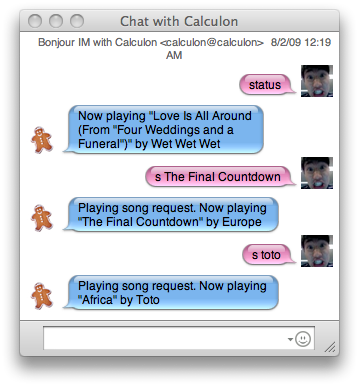 Chat with Calculon
Bonjour IM with Calculon <calculon@calculon> 8/2/09 12:19
AM
status
Now playing "Love Is All Around
(From "Four Weddings and a
Funeral")" by Wet Wet Wet
s The Final Countdown
Playing song request. Now playing
"The Final Countdown" by Europe
s toto
Playing song request. Now playing
"Africa" by Toto